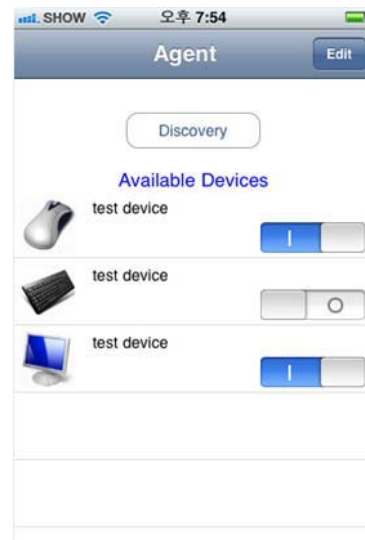 SHOW 오후 7:54
Agent Edit
Discovery
Available Devices
test device
test device
test device